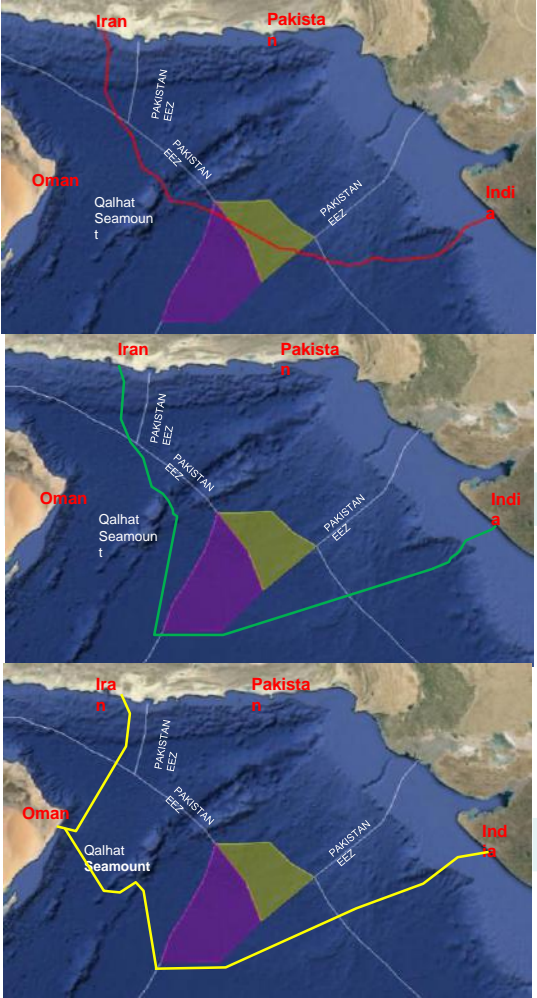 Iran
Pakista
n
PAKISTAN
EEZ
PAKISTAN
EEZ
Oman
Qalhat
Seamoun
t
PAKISTAN
EEZ
Indi
a
Iran
Pakista
n
PAKISTAN
EEZ
PAKISTAN
EEZ
Oman
Qalhat
Seamoun
t
PAKISTAN
EEZ
Indi
a
Ira
n
Pakista
n
PAKISTAN
EEZ
PAKISTAN
EEZ
Oman
Qalhat
Seamount
PAKISTAN
EEZ
Ind
ia